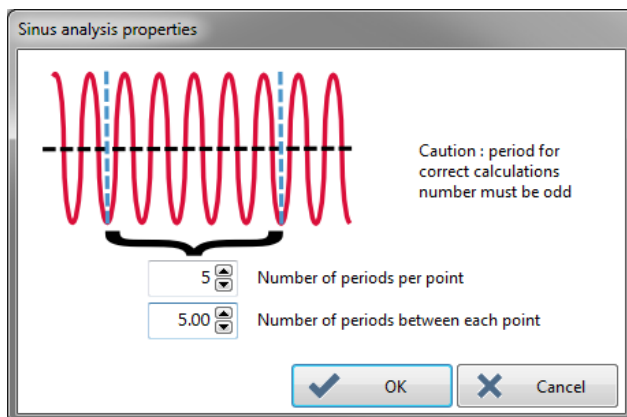 Sinus analysis properties
Caution : period for
correct calculations
number must be odd
5 Number of periods per point
5.00 Number of periods between each point
OK Cancel